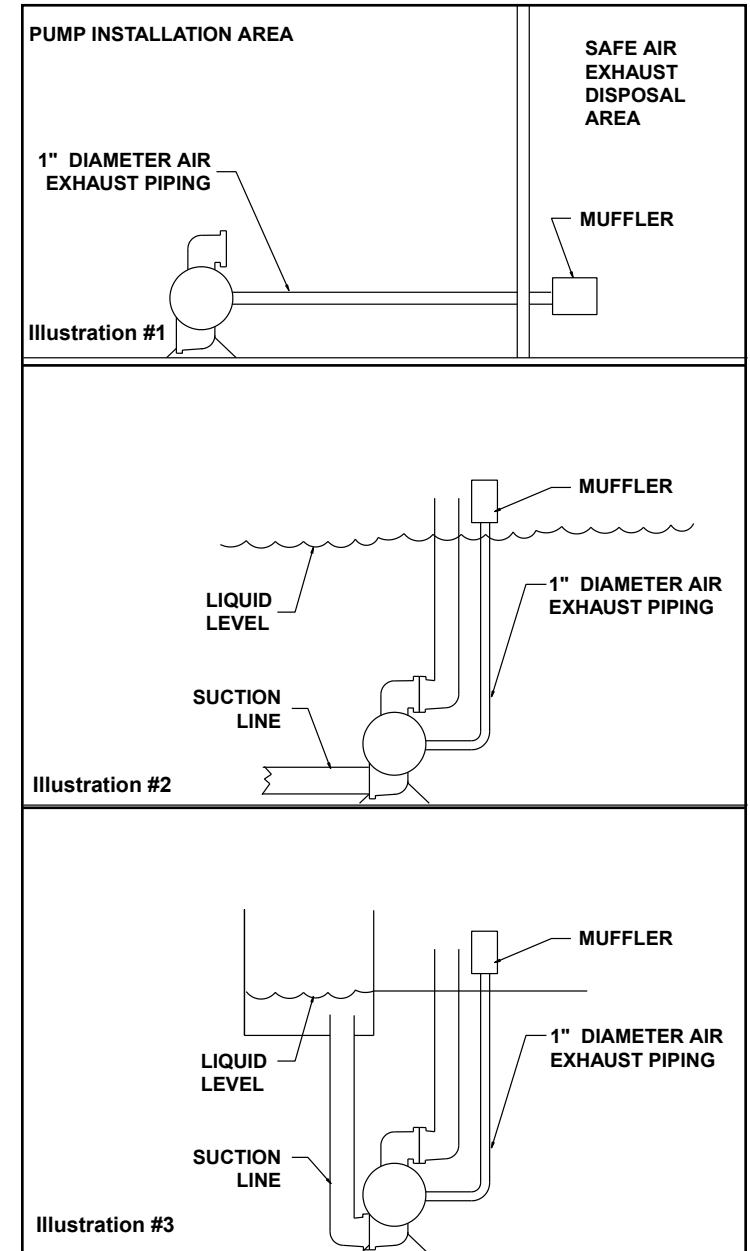 PUMP INSTALLATION AREA
SAFE AIR
EXHAUST
DISPOSAL
AREA
1" DIAMETER AIR
EXHAUST PIPING
MUFFLER
Illustration #1
MUFFLER
LIQUID
LEVEL
1" DIAMETER AIR
EXHAUST PIPING
SUCTION
LINE
Illustration #2
MUFFLER
LIQUID
LEVEL
1" DIAMETER AIR
EXHAUST PIPING
SUCTION
LINE
Illustration #3